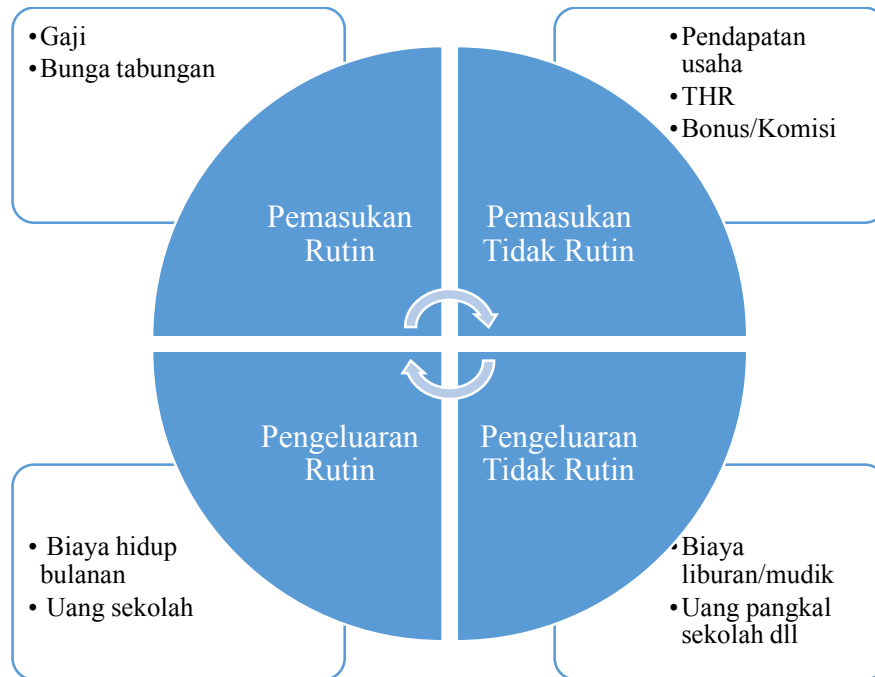 •Gaji
•Bunga tabungan
•Pendapatan
usaha
•THR
•Bonus/Komisi
Pemasukan
Rutin
Pemasukan
Tidak Rutin
Pengeluaran
Rutin
Pengeluaran
Tidak Rutin
• Biaya hidup
bulanan
• Uang sekolah
•Biaya
liburan/mudik
•Uang pangkal
sekolah dll